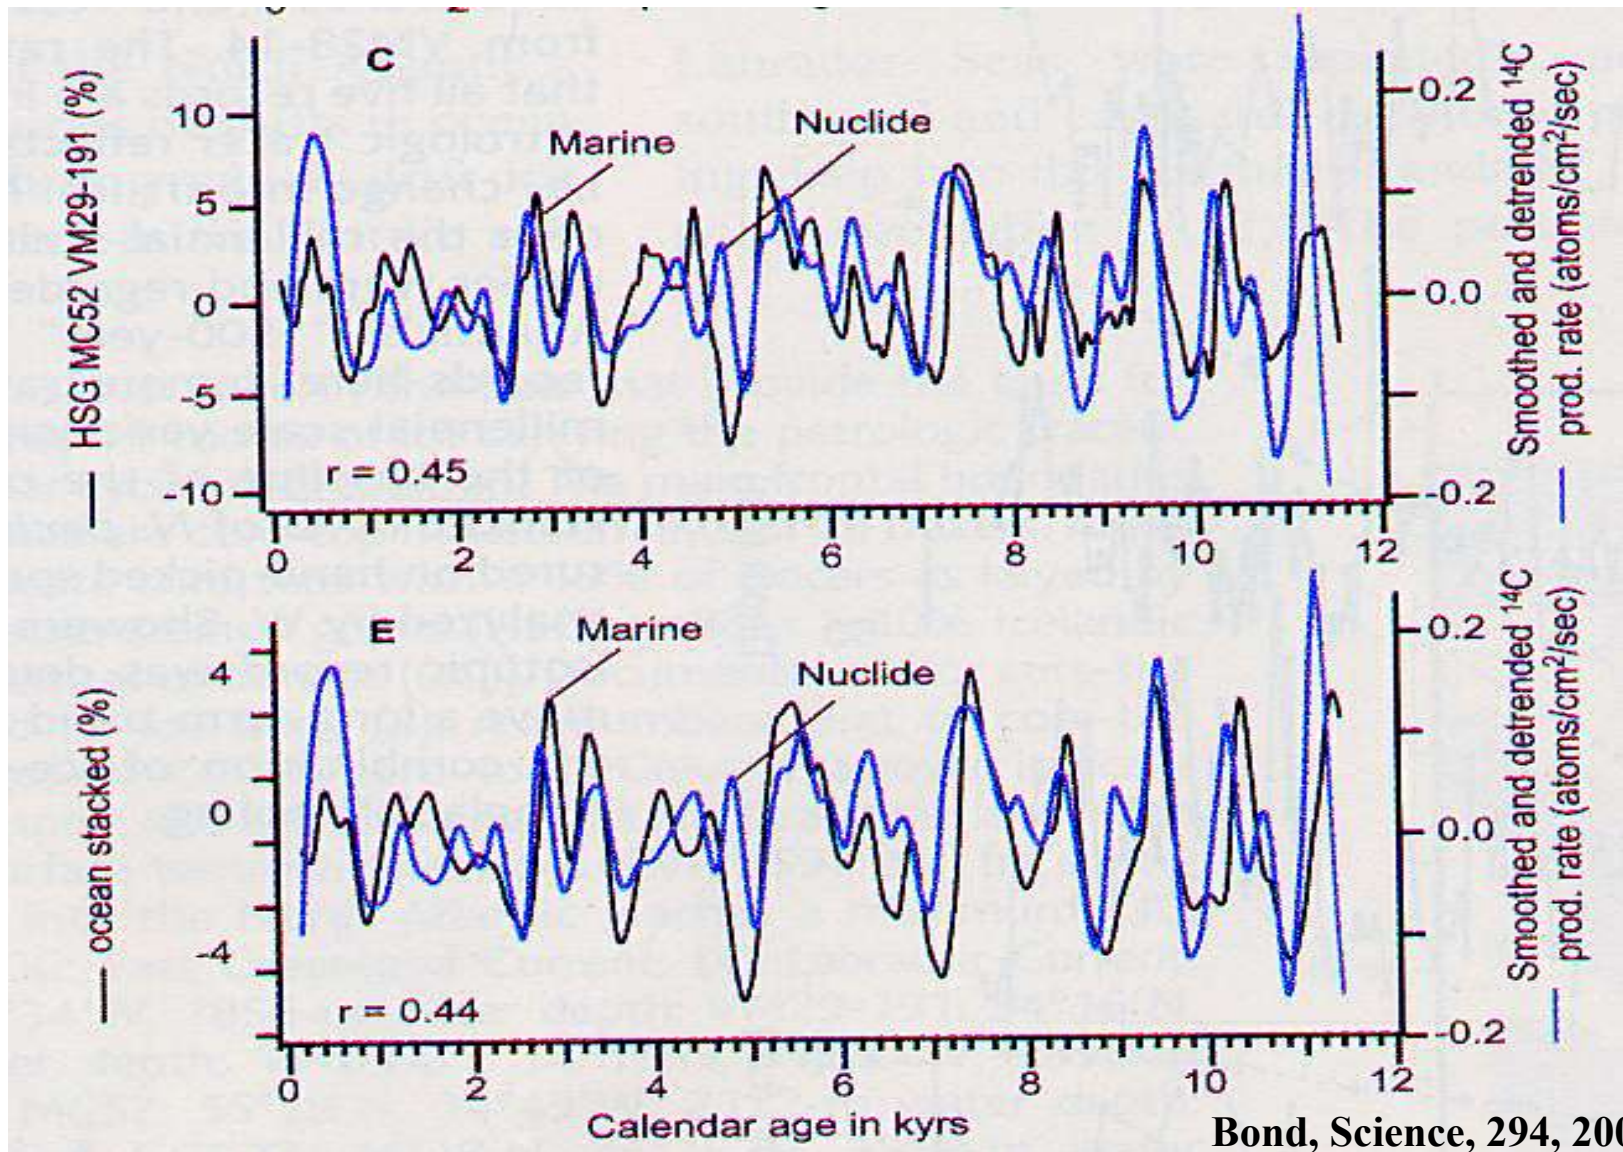 C
Marine
Nuclide
HSG MC52 VM29-191 (%)
10
5
0
-5
-10
r = 0.45
0 2 4 6 8 10 12
0.2
0.0
-0.2
Smoothed and detrended ¹⁴C
prod. rate (atoms/cm²/sec)
E
Marine
Nuclide
ocean stacked (%)
4
0
-4
r = 0.44
0 2 4 6 8 10 12
Calendar age in kyrs
0.2
0.0
-0.2
Smoothed and detrended ¹⁴C
prod. rate (atoms/cm²/sec)
Bond, Science, 294, 200